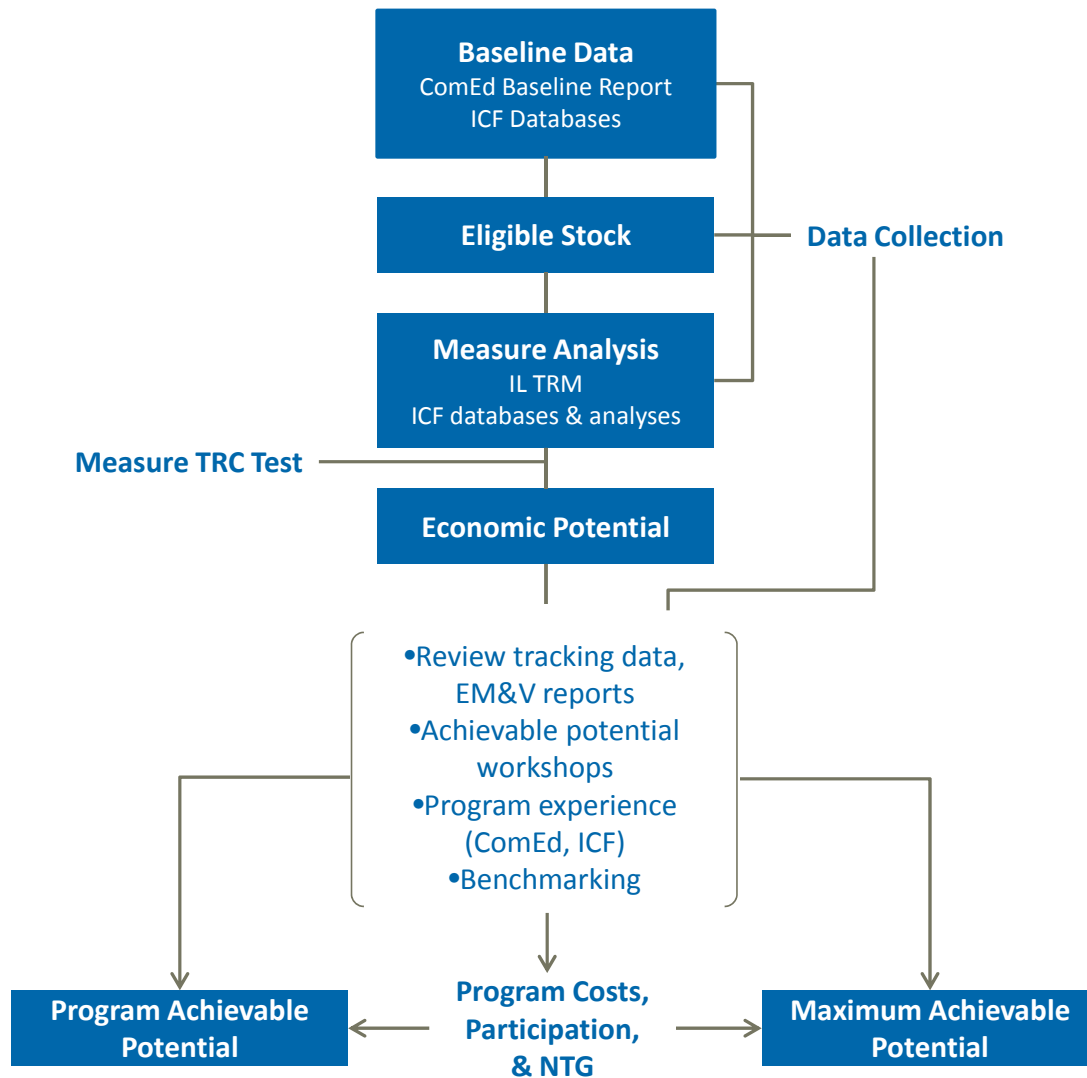 Baseline Data
ComEd Baseline Report
ICF Databases
Eligible Stock
Data Collection
Measure Analysis
IL TRM
ICF databases & analyses
Measure TRC Test
Economic Potential
•Review tracking data,
EM&V reports
•Achievable potential
workshops
•Program experience
(ComEd, ICF)
•Benchmarking
Program Achievable
Potential
Program Costs,
Participation,
& NTG
Maximum Achievable
Potential